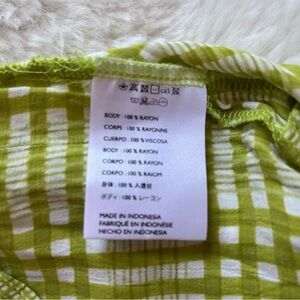 BODY : 100 % RAYON
CORPS : 100 % RAYONNE
CUERPO : 100 % VISCOSA
BODY : 100 % RAYON
CORPO : 100 % RAYON
CORPO : 100 % RAIOM
身体 : 100 % 人造丝
ボディ : 100 % レーヨン
MADE IN INDONESIA
FABRIQUÉ EN INDONÉSIE
HECHO EN INDONESIA